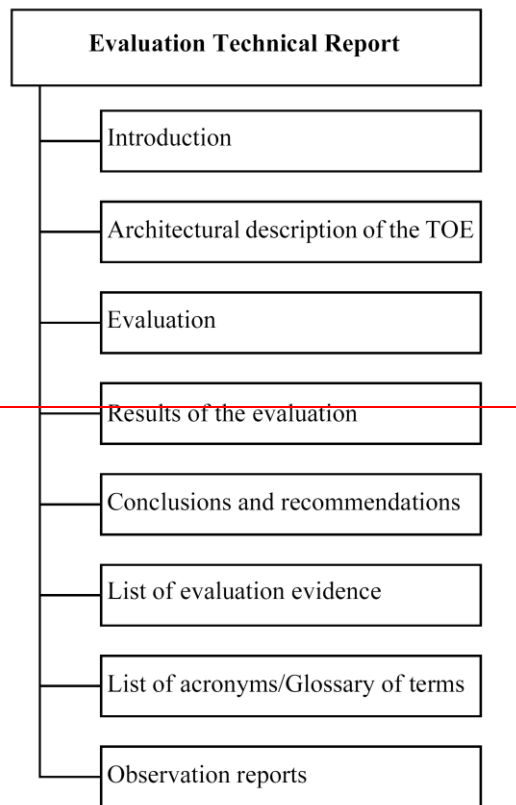 Evaluation Technical Report
Introduction
Architectural description of the TOE
Evaluation
Results of the evaluation
Conclusions and recommendations
List of evaluation evidence
List of acronyms/Glossary of terms
Observation reports